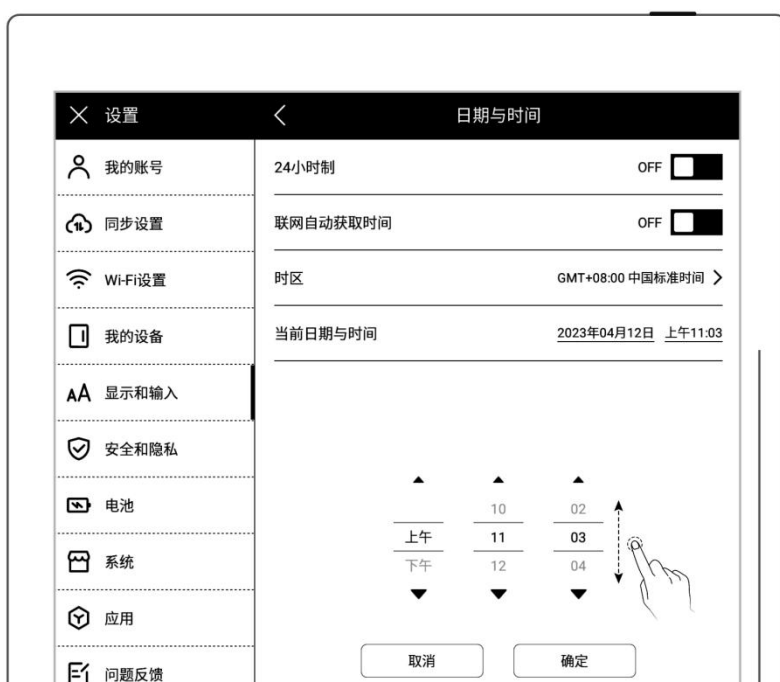 设置
日期与时间
我的账号
24小时制 OFF
同步设置
联网自动获取时间 OFF
Wi-Fi设置
时区 GMT+08:00 中国标准时间
我的设备
当前日期与时间 2023年04月12日 上午11:03
AA 显示和输入
安全和隐私
电池
10 02
上午 11 03
系统
下午 12 04
应用
取消 确定
问题反馈